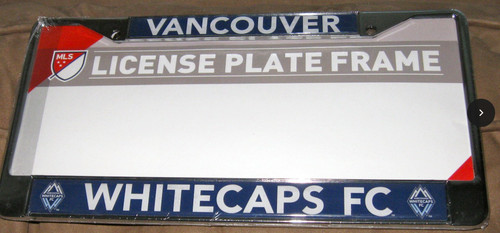 VANCOUVER
MLS
LICENSE PLATE FRAME
WHITECAPS FC